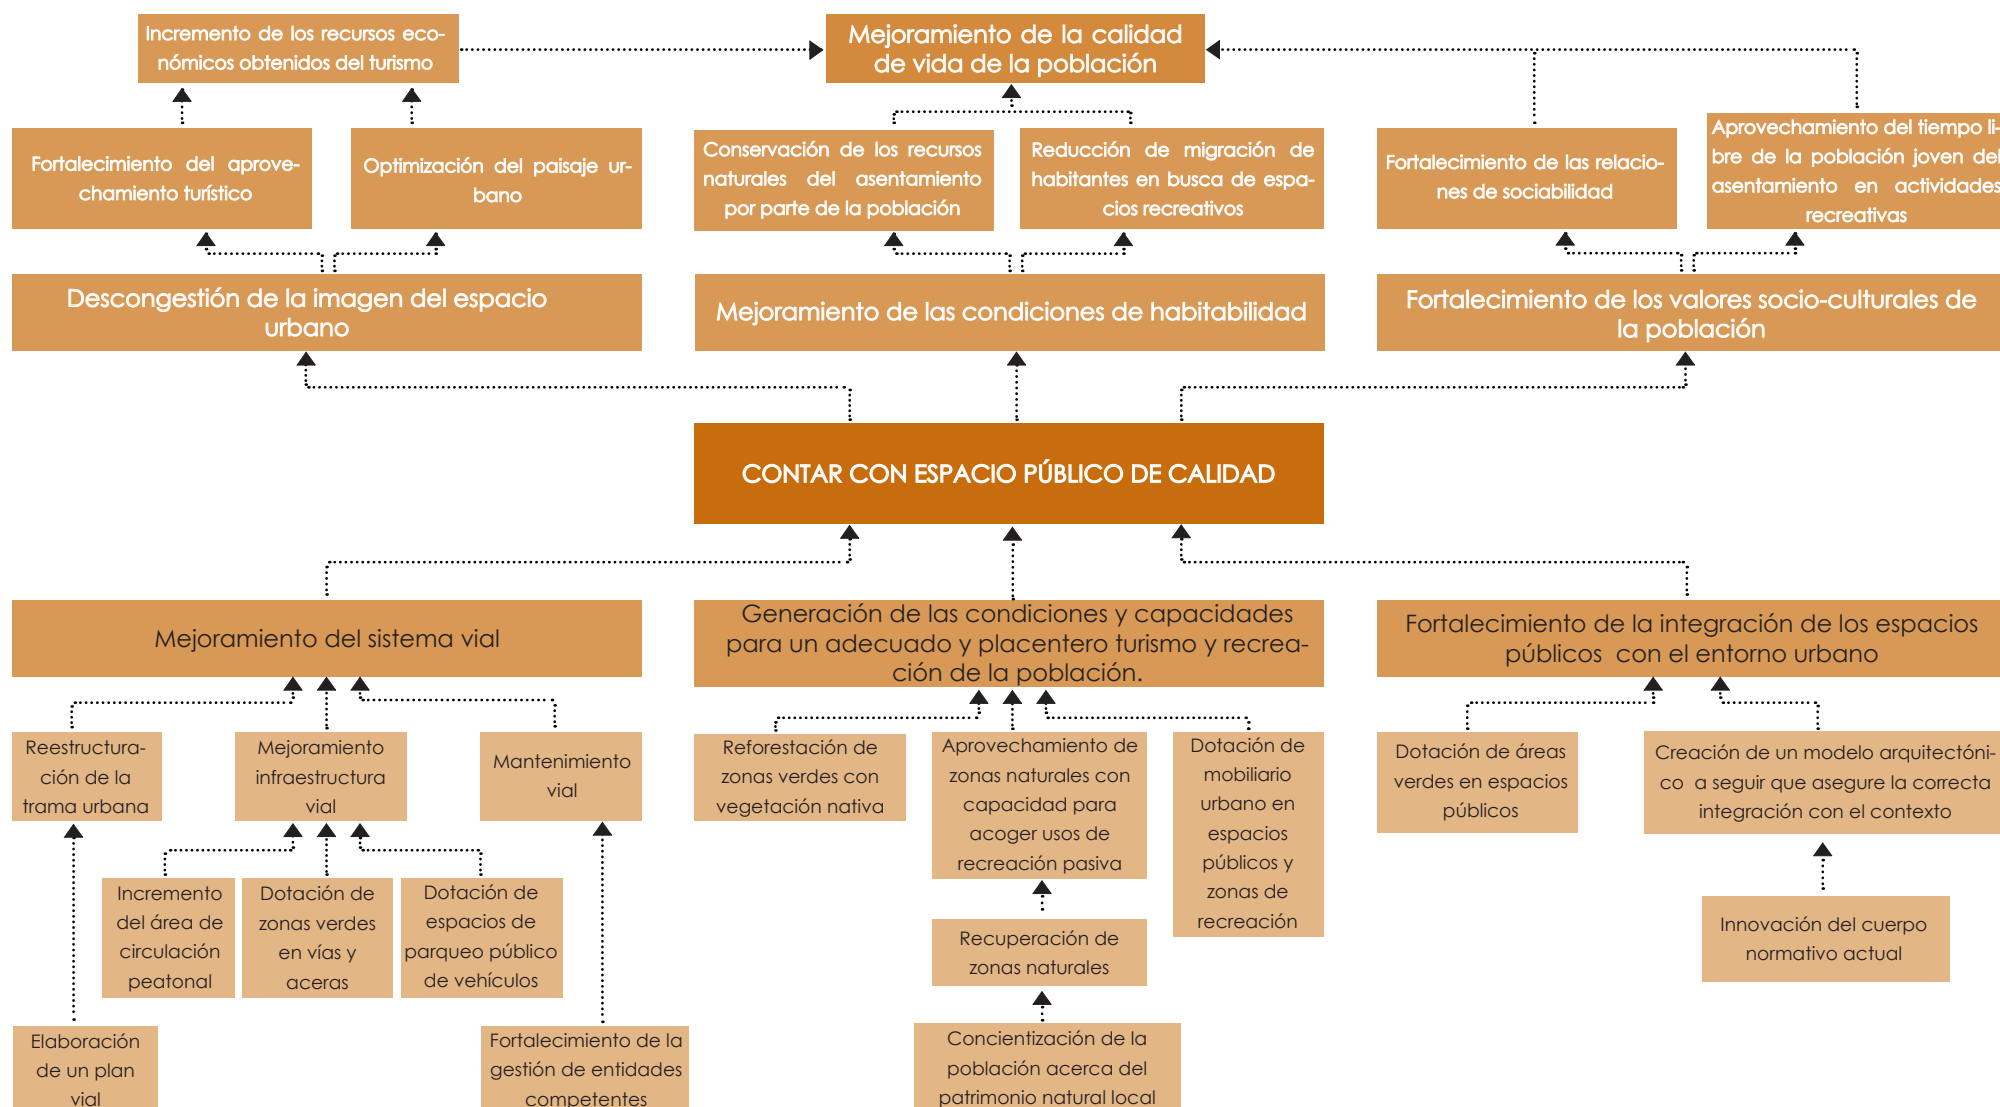 Incremento de los recursos eco-
nómicos obtenidos del turismo
Mejoramiento de la calidad
de vida de la población
Fortalecimiento del aprove-
chamiento turístico
Optimización del paisaje ur-
bano
Conservación de los recursos
naturales del asentamiento
por parte de la población
Reducción de migración de
habitantes en busca de espa-
cios recreativos
Fortalecimiento de las relacio-
nes de sociabilidad
Aprovechamiento del tiempo li-
bre de la población joven del
asentamiento en actividades
recreativas
Descongestión de la imagen del espacio
urbano
Mejoramiento de las condiciones de habitabilidad
Fortalecimiento de los valores socio-culturales de
la población
CONTAR CON ESPACIO PÚBLICO DE CALIDAD
Mejoramiento del sistema vial
Generación de las condiciones y capacidades
para un adecuado y placentero turismo y recrea-
ción de la población.
Fortalecimiento de la integración de los espacios
públicos  con el entorno urbano
Reestructura-
ción de la
trama urbana
Mejoramiento
infraestructura
vial
Mantenimiento
vial
Reforestación de
zonas verdes con
vegetación nativa
Aprovechamiento de
zonas naturales con
capacidad para
acoger usos de
recreación pasiva
Dotación de
mobiliario
urbano en
espacios
públicos y
zonas de
recreación
Dotación de áreas
verdes en espacios
públicos
Creación de un modelo arquitectóni-
co  a seguir que asegure la correcta
integración con el contexto
Incremento
del área de
circulación
peatonal
Dotación de
zonas verdes
en vías y
aceras
Dotación de
espacios de
parqueo público
de vehículos
Recuperación de
zonas naturales
Innovación del cuerpo
normativo actual
Elaboración
de un plan
vial
Fortalecimiento de la
gestión de entidades
competentes
Concientización de la
población acerca del
patrimonio natural local